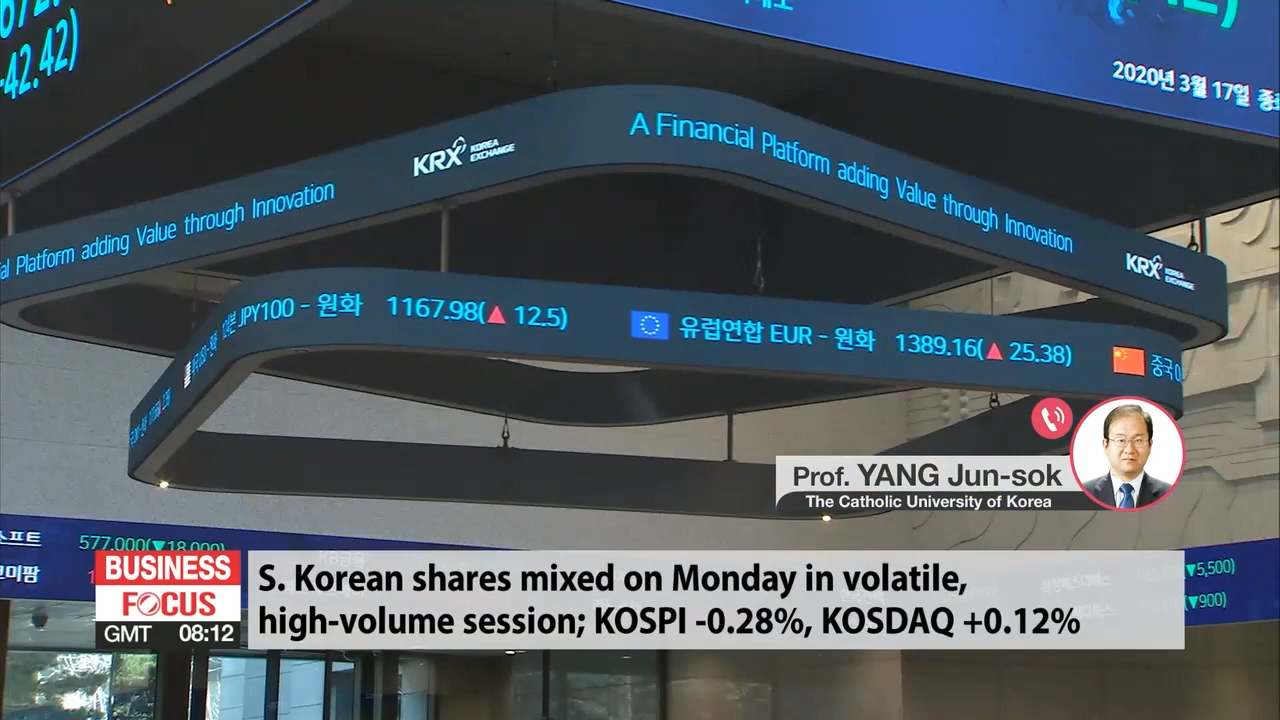 -42.42)
2020년 3월 17일
KRX KOREA EXCHANGE
A Financial Platform adding Value through Innovation
Platform adding Value through Innovation
KRX KOREA EXCHANGE
JPY100 - 원화 1167.98(▲ 12.5)
유럽연합 EUR - 원화 1389.16(▲ 25.38)
중국
Prof. YANG Jun-sok
The Catholic University of Korea
577,000(▼18,000)
▼5,500)
(▼900)
BUSINESS
FOCUS
GMT 08:12
S. Korean shares mixed on Monday in volatile,
high-volume session; KOSPI -0.28%, KOSDAQ +0.12%